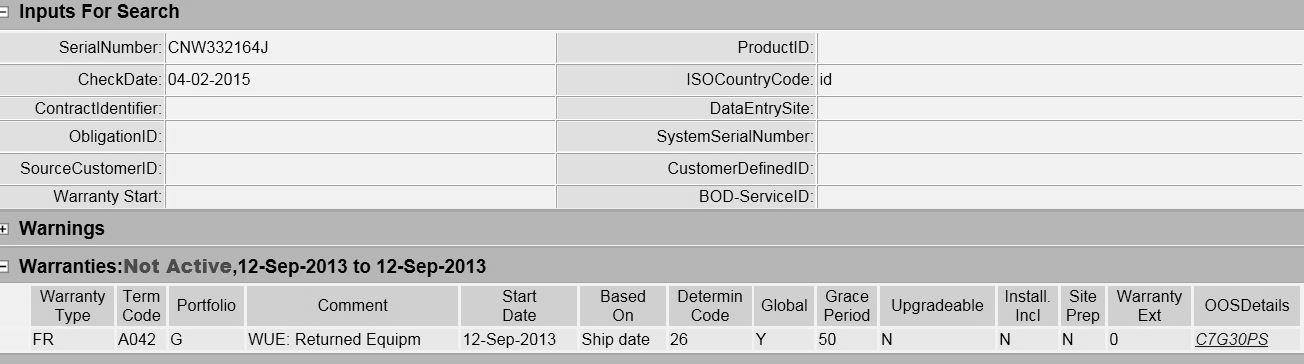 Inputs For Search
SerialNumber: CNW332164J ProductID:
CheckDate: 04-02-2015 ISOCountryCode: id
ContractIdentifier: DataEntrySite:
ObligationID: SystemSerialNumber:
SourceCustomerID: CustomerDefinedID:
Warranty Start: BOD-ServiceID:
Warnings
Warranties:Not Active,12-Sep-2013 to 12-Sep-2013
Warranty Type Term Code Portfolio Comment Start Date Based On Determin Code Global Grace Period Upgradeable Install. Incl Site Prep Warranty Ext OOSDetails
FR A042 G WUE: Returned Equipm 12-Sep-2013 Ship date 26 Y 50 N N N 0 C7G30PS